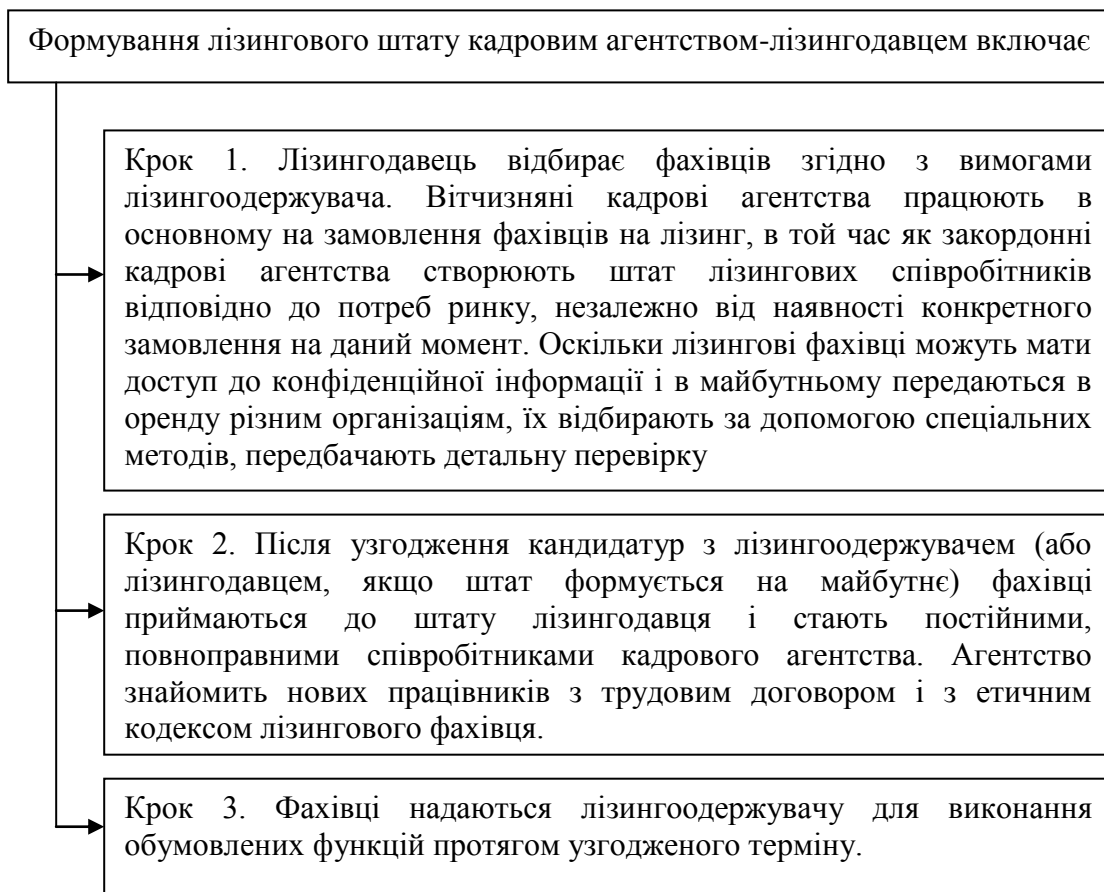 Формування лізингового штату кадровим агентством-лізингодавцем включає
Крок 1. Лізингодавець відбирає фахівців згідно з вимогами
лізингоодержувача. Вітчизняні кадрові агентства працюють в
основному на замовлення фахівців на лізинг, в той час як закордонні
кадрові агентства створюють штат лізингових співробітників
відповідно до потреб ринку, незалежно від наявності конкретного
замовлення на даний момент. Оскільки лізингові фахівці можуть мати
доступ до конфіденційної інформації і в майбутньому передаються в
оренду різним організаціям, їх відбирають за допомогою спеціальних
методів, передбачають детальну перевірку
Крок 2. Після узгодження кандидатур з лізингоодержувачем (або
лізингодавцем, якщо штат формується на майбутнє) фахівці
приймаються до штату лізингодавця і стають постійними,
повноправними співробітниками кадрового агентства. Агентство
знайомить нових працівників з трудовим договором і з етичним
кодексом лізингового фахівця.
Крок 3. Фахівці надаються лізингоодержувачу для виконання
обумовлених функцій протягом узгодженого терміну.